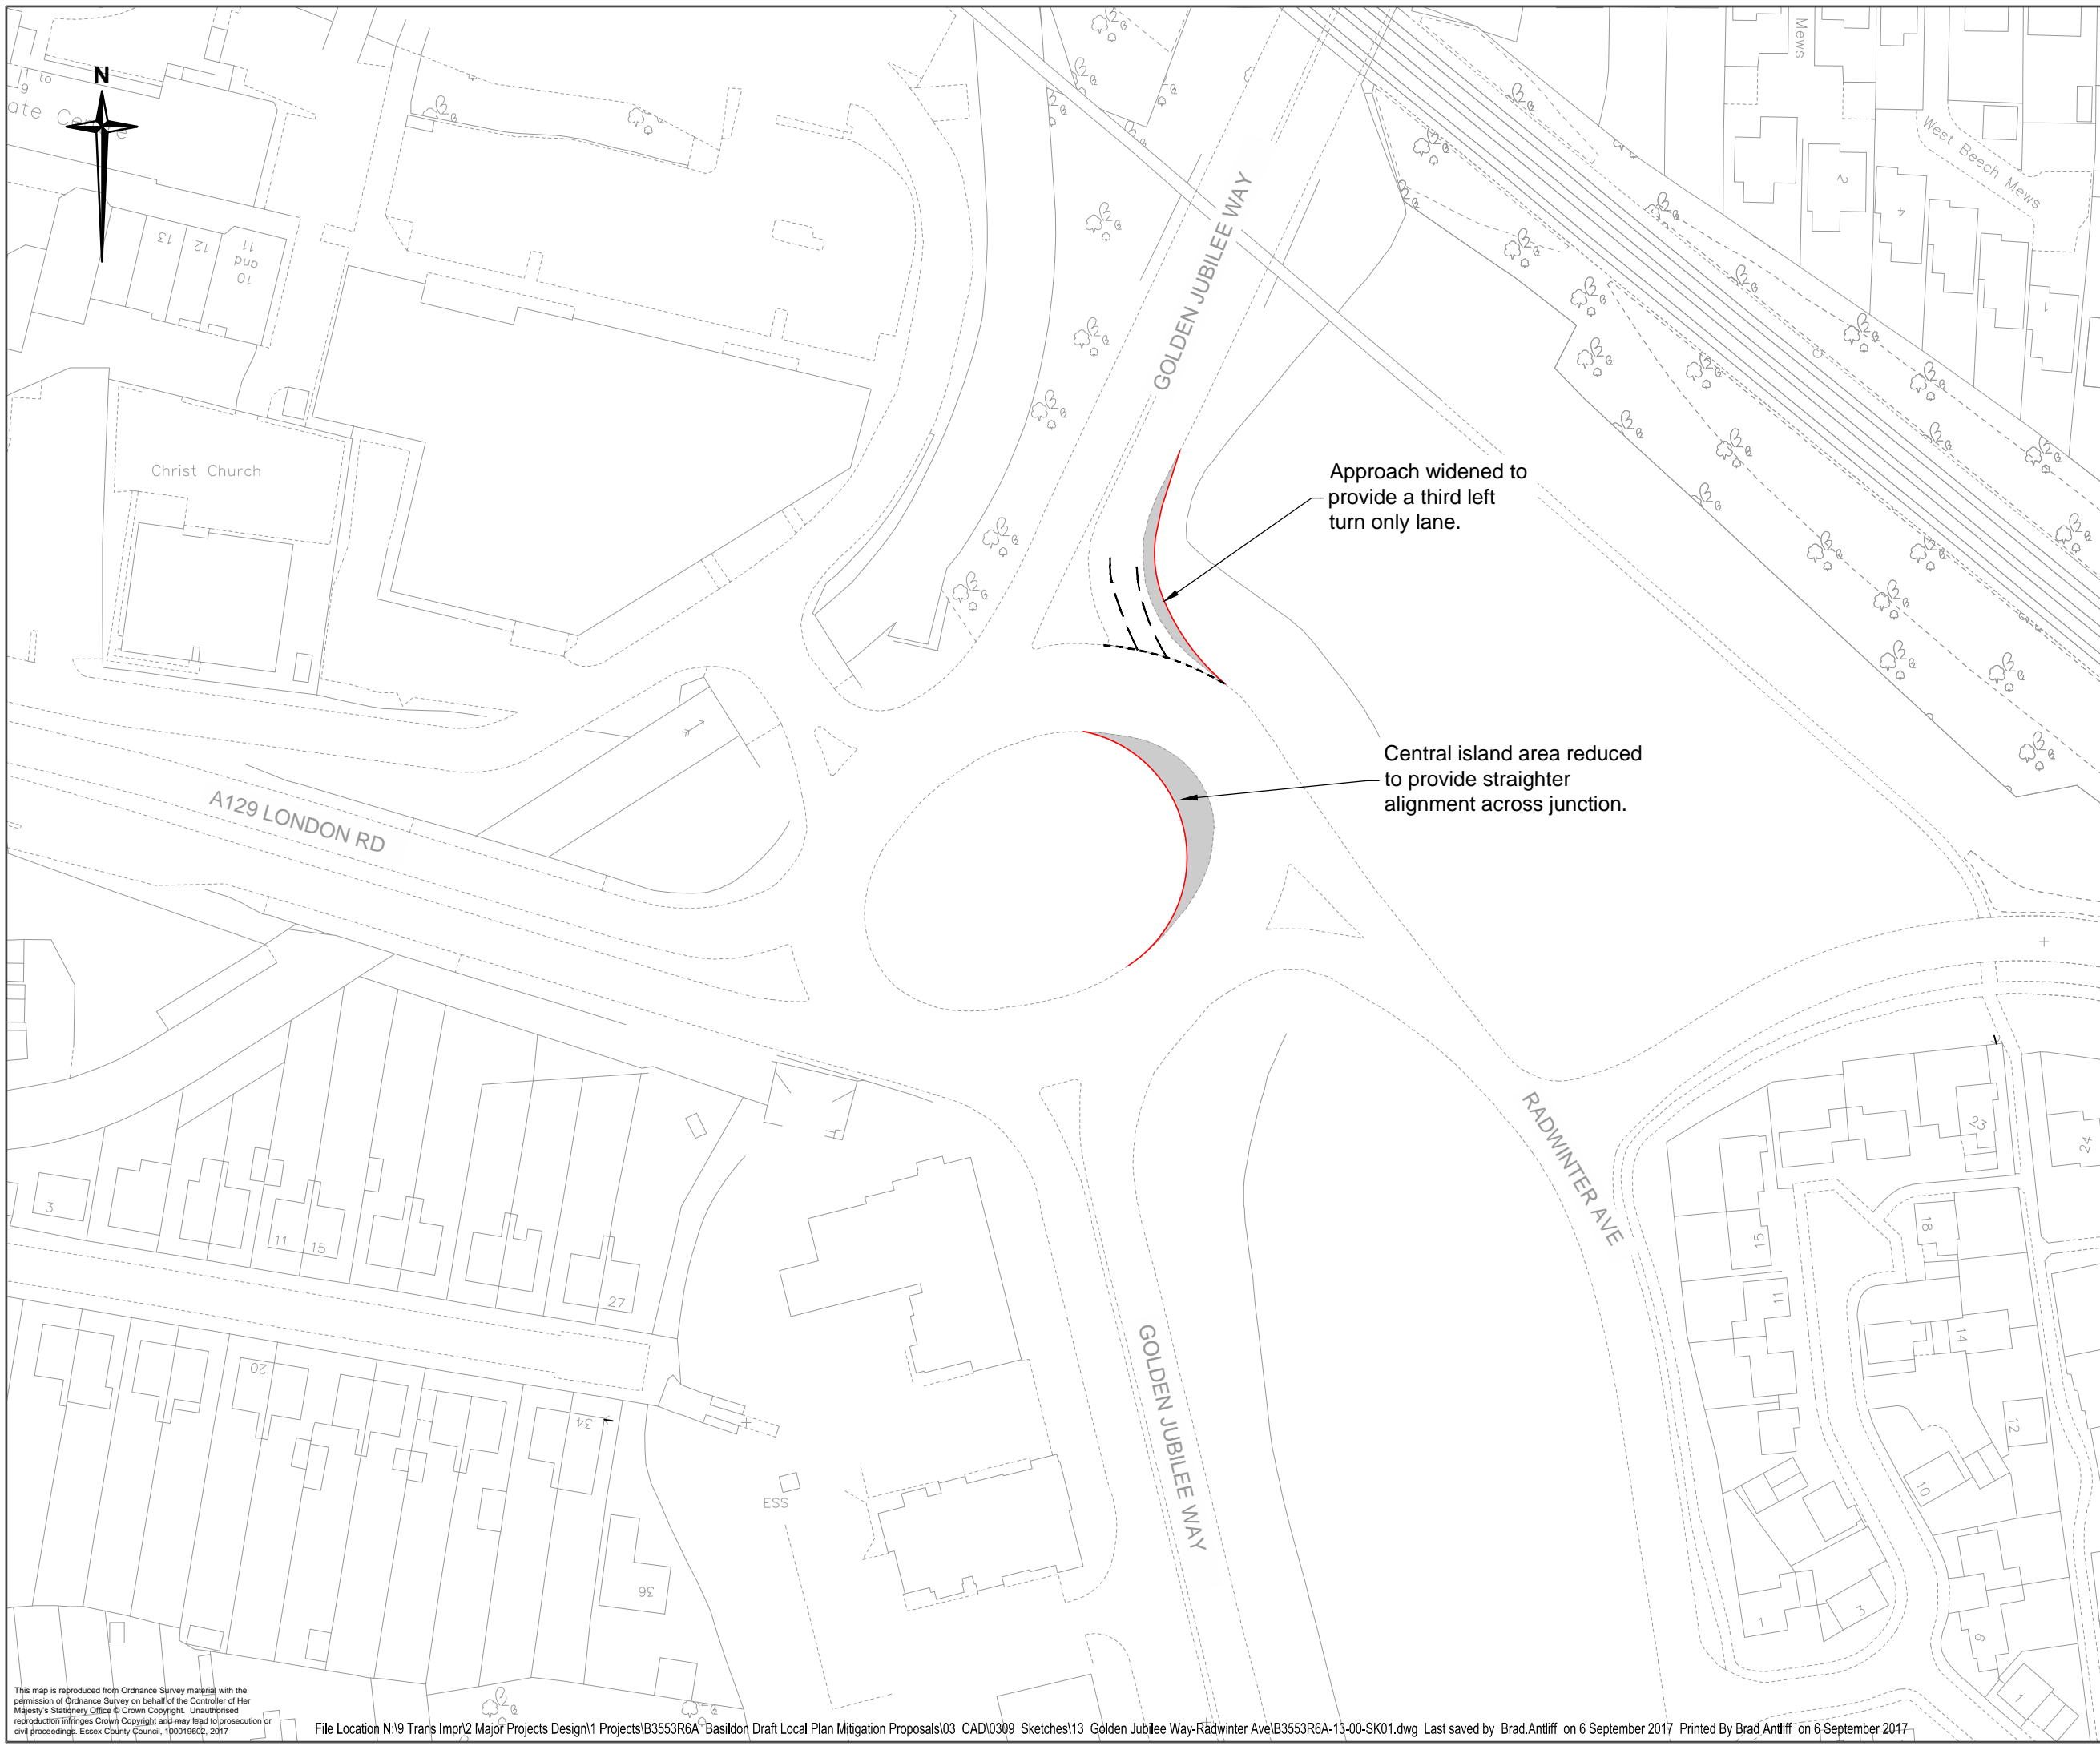 1 to
9
N
ate Ce
13
12
11
and
10
Christ Church
GOLDEN JUBILEE WAY
Mews
West Beech Mews
2
4
1
Approach widened to
provide a third left
turn only lane.
Central island area reduced
to provide straighter
alignment across junction.
A129 LONDON RD
RADWINTER AVE
GOLDEN JUBILEE WAY
3
11
15
27
20
34
36
ESS
23
24
18
15
11
14
12
10
1
3
1
This map is reproduced from Ordnance Survey material with the
permission of Ordnance Survey on behalf of the Controller of Her
Majesty's Stationery Office © Crown Copyright. Unauthorised
reproduction infringes Crown Copyright and may lead to prosecution or
civil proceedings. Essex County Council, 100019602, 2017
File Location N:\9 Trans Impr\2 Major Projects Design\1 Projects\B3553R6A_Basildon Draft Local Plan Mitigation Proposals\03_CAD\0309_Sketches\13_Golden Jubilee Way-Radwinter Ave\B3553R6A-13-00-SK01.dwg Last saved by Brad.Antliff on 6 September 2017 Printed By Brad Antliff on 6 September 2017